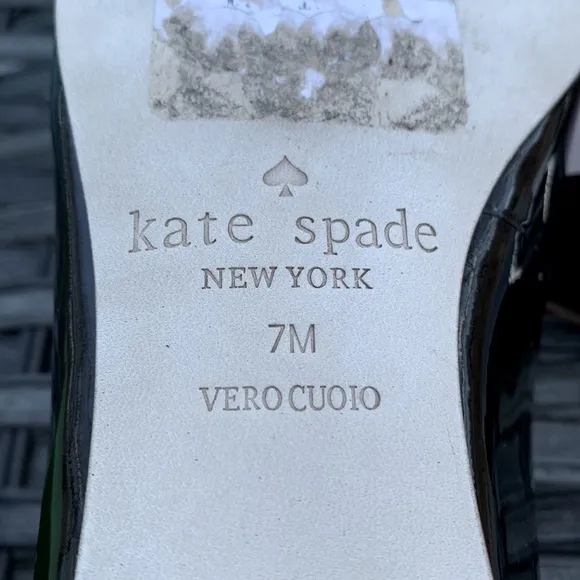 kate spade
NEW YORK
7M
VERO CUOIO